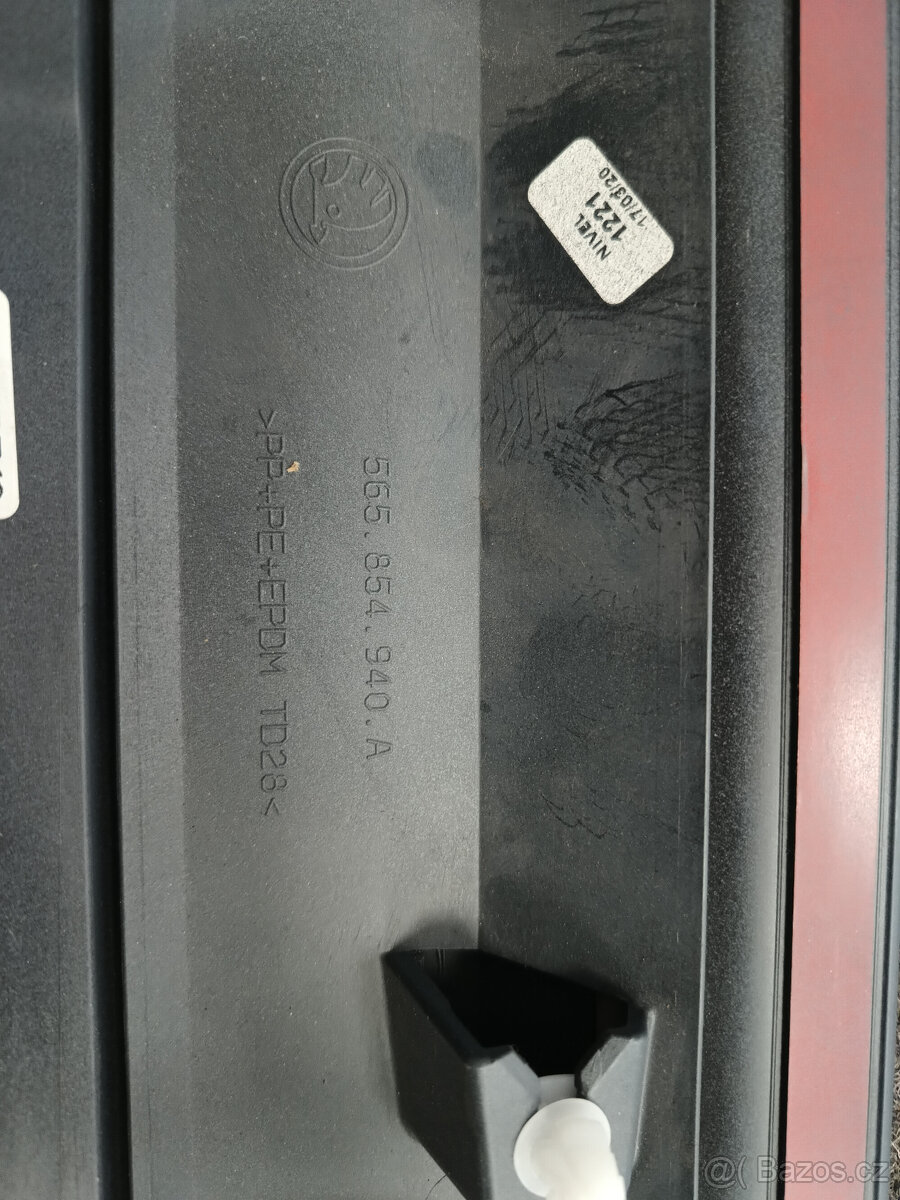 NIVEL
1221
17/03/20
565.854.940.A
>PP+PE+EPDM TD28<
@( Bazos.cz